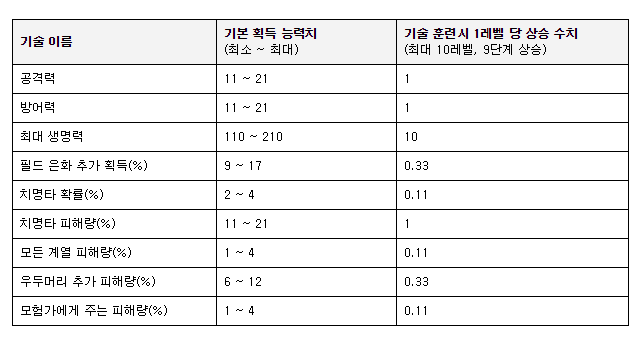 기술 이름
기본 획득 능력치
(최소 ~ 최대)
기술 훈련시 1레벨 당 상승 수치
(최대 10레벨, 9단계 상승)
공격력
11 ~ 21
1
방어력
11 ~ 21
1
최대 생명력
110 ~ 210
10
필드 은화 추가 획득(%)
9 ~ 17
0.33
치명타 확률(%)
2 ~ 4
0.11
치명타 피해량(%)
11 ~ 21
1
모든 계열 피해량(%)
1 ~ 4
0.11
우두머리 추가 피해량(%)
6 ~ 12
0.33
모험가에게 주는 피해량(%)
1 ~ 4
0.11